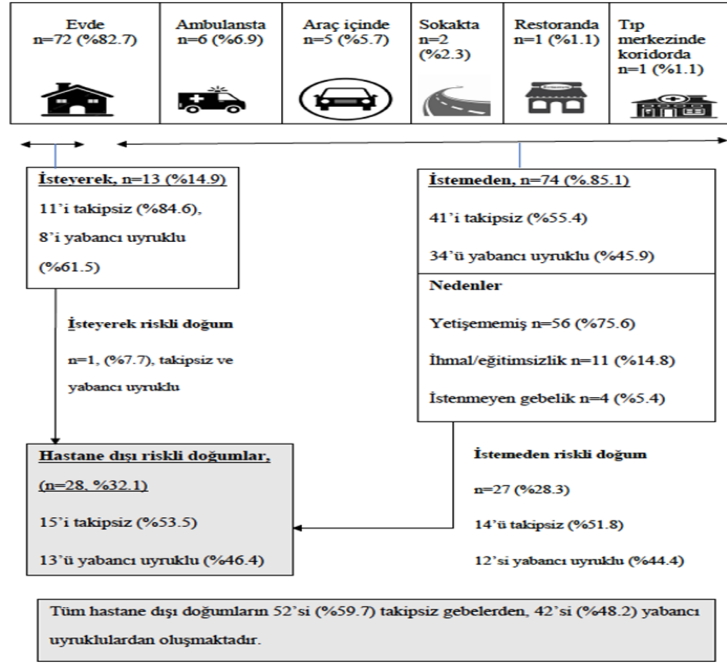 Evde
n=72 (%82.7)
Ambulansta
n=6 (%6.9)
Araç içinde
n=5 (%5.7)
Sokakta
n=2
(%2.3)
Restoranda
n=1 (%1.1)
Tıp
merkezinde
koridorda
n=1 (%1.1)
İsteyerek, n=13 (%14.9)
11’i takipsiz (%84.6),
8’i yabancı uyruklu
(%61.5)
İstemeden, n=74 (%.85.1)
41’i takipsiz (%55.4)
34’ü yabancı uyruklu (%45.9)
Nedenler
Yetişememiş n=56 (%75.6)
İhmal/eğitimsizlik n=11 (%14.8)
İstenmeyen gebelik n=4 (%5.4)
İsteyerek riskli doğum
n=1, (%7.7), takipsiz ve
yabancı uyruklu
Hastane dışı riskli doğumlar,
(n=28, %32.1)
15’i takipsiz (%53.5)
13’ü yabancı uyruklu (%46.4)
İstemeden riskli doğum
n=27 (%28.3)
14’ü takipsiz (%51.8)
12’si yabancı uyruklu (%44.4)
Tüm hastane dışı doğumların 52’si (%59.7) takipsiz gebelerden, 42’si (%48.2) yabancı
uyruklulardan oluşmaktadır.